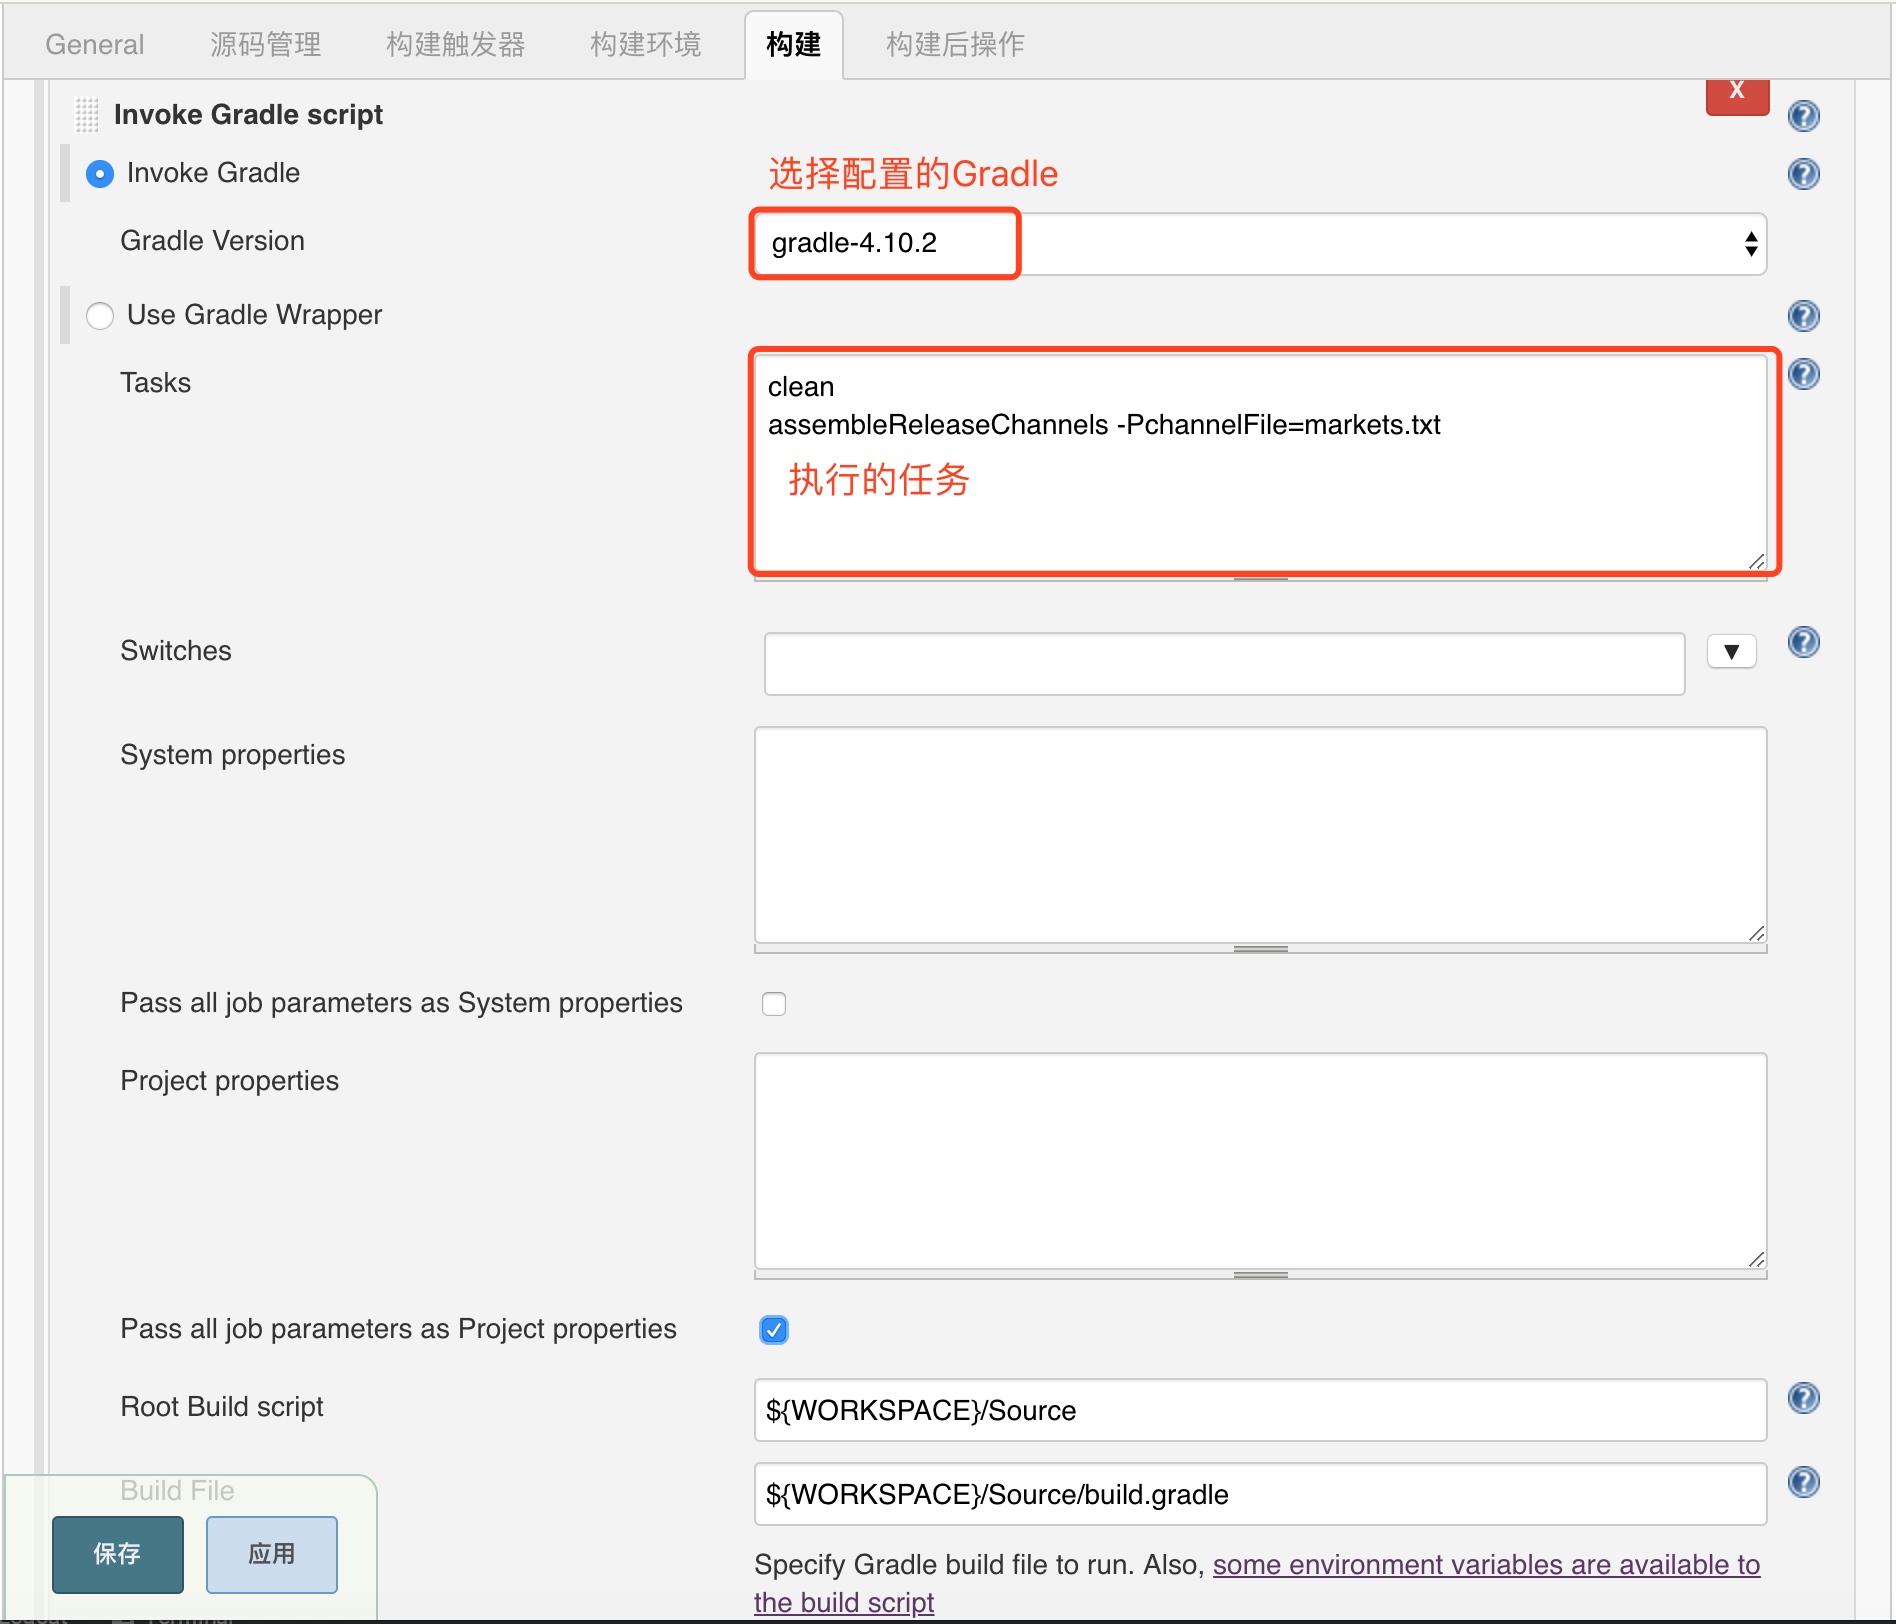 General 源码管理 构建触发器 构建环境 构建 构建后操作
Invoke Gradle script
X
Invoke Gradle
选择配置的Gradle
Gradle Version
gradle-4.10.2
Use Gradle Wrapper
Tasks
clean
assembleReleaseChannels -PchannelFile=markets.txt
执行的任务
Switches
System properties
Pass all job parameters as System properties
Project properties
Pass all job parameters as Project properties
Root Build script
${WORKSPACE}/Source
Build File
${WORKSPACE}/Source/build.gradle
保存 应用
Specify Gradle build file to run. Also, some environment variables are available to
the build script